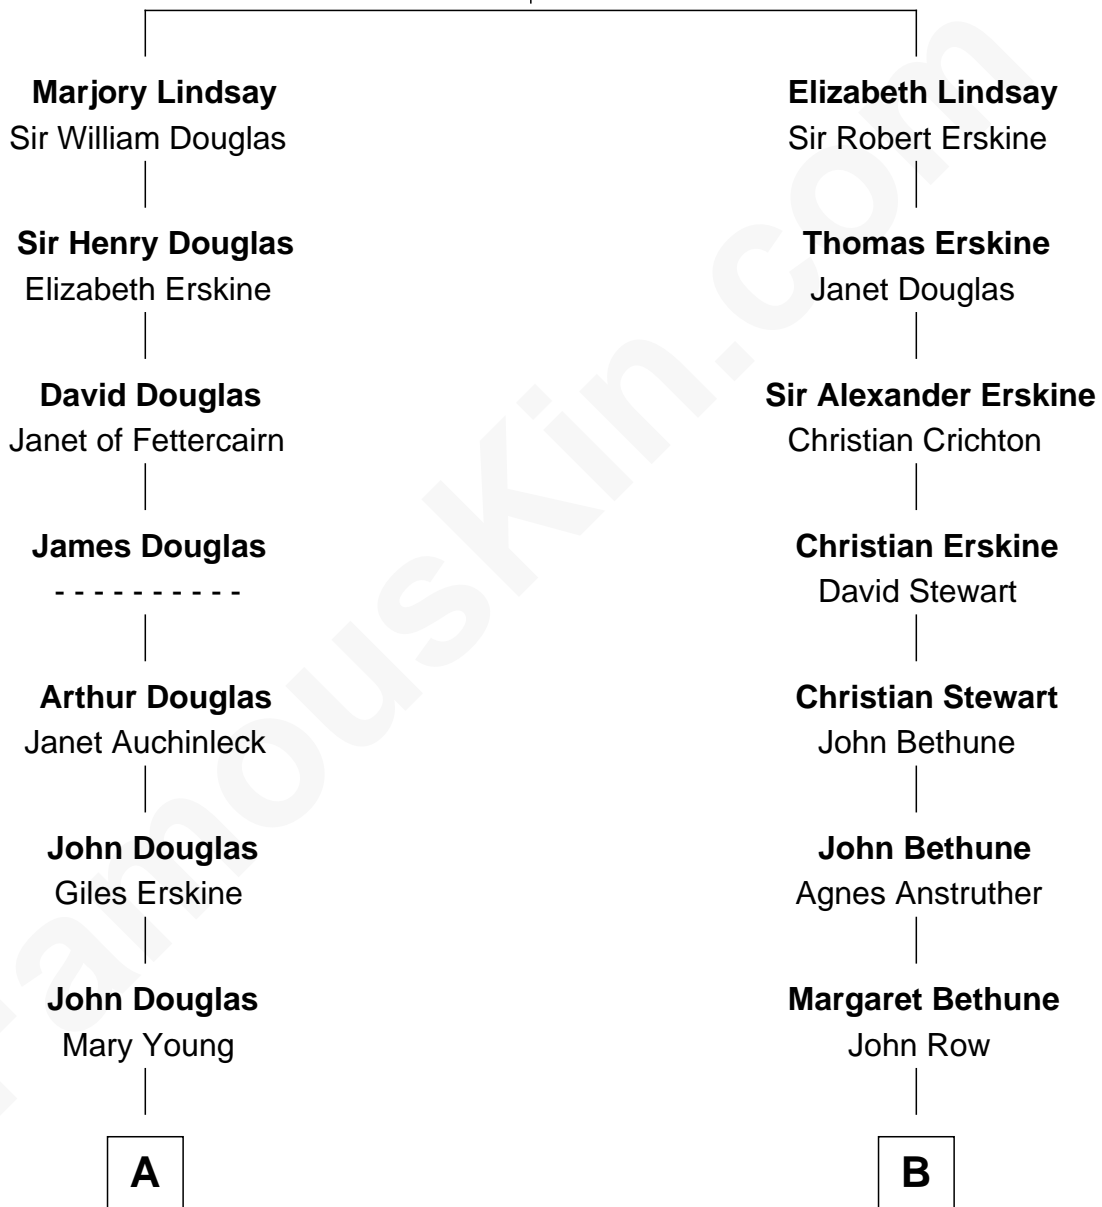 Marjory Lindsay
Sir William Douglas
Sir Henry Douglas
Elizabeth Erskine
David Douglas
Janet of Fettercairn
James Douglas
- - - - - - - - - -
Arthur Douglas
Janet Auchinleck
John Douglas
Giles Erskine
John Douglas
Mary Young
A
Elizabeth Lindsay
Sir Robert Erskine
Thomas Erskine
Janet Douglas
Sir Alexander Erskine
Christian Crichton
Christian Erskine
David Stewart
Christian Stewart
John Bethune
John Bethune
Agnes Anstruther
Margaret Bethune
John Row
B
FamousKin.com